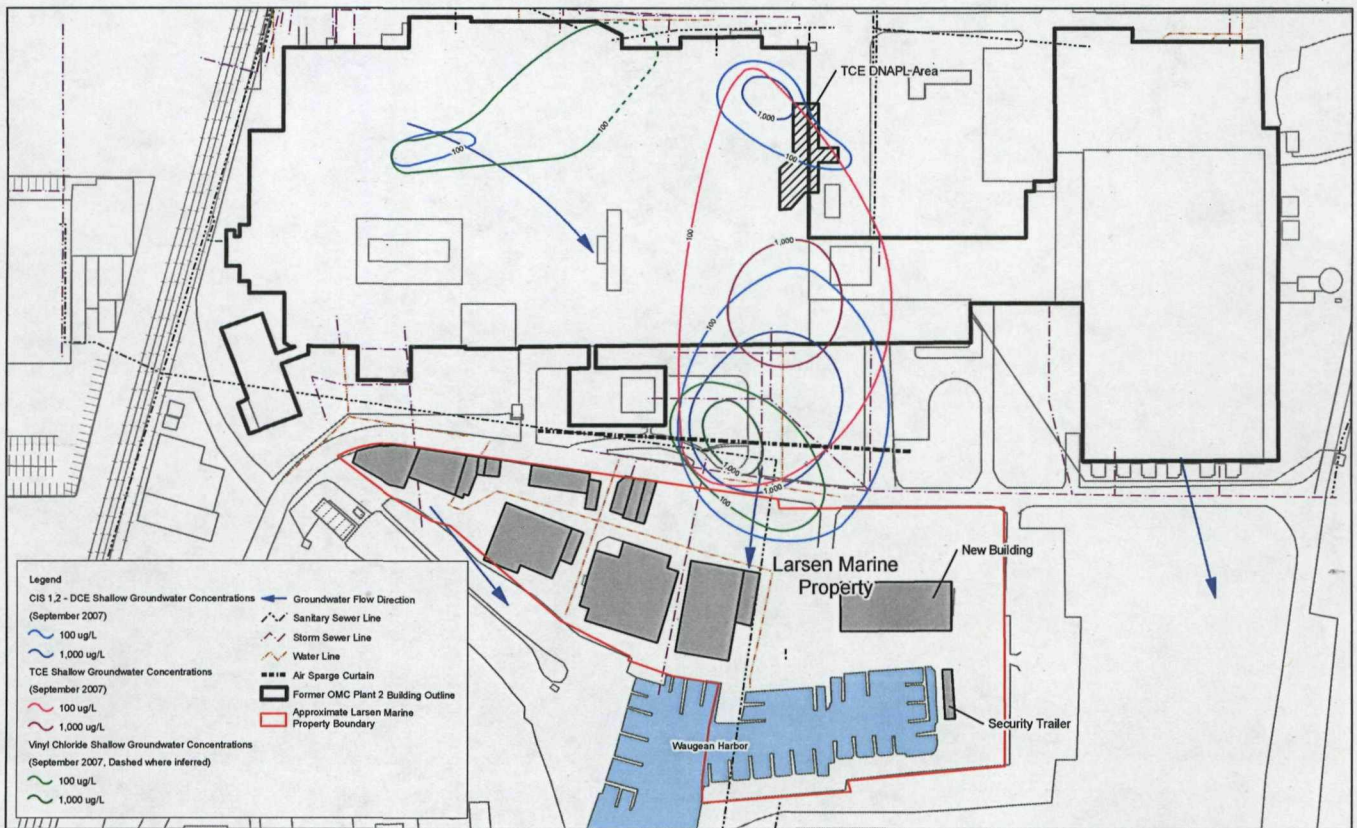 TCE DNAPL Area
1,000
100
100
100
100
1,000
100
1,000
1,000
100
Larsen Marine
Property
New Building
Security Trailer
Waugean Harbor
Legend
CIS 1,2 - DCE Shallow Groundwater Concentrations
(September 2007)
100 ug/L
1,000 ug/L
TCE Shallow Groundwater Concentrations
(September 2007)
100 ug/L
1,000 ug/L
Vinyl Chloride Shallow Groundwater Concentrations
(September 2007, Dashed where inferred)
100 ug/L
1,000 ug/L
Groundwater Flow Direction
Sanitary Sewer Line
Storm Sewer Line
Water Line
Air Sparge Curtain
Former OMC Plant 2 Building Outline
Approximate Larsen Marine
Property Boundary